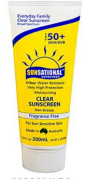 Everyday Family
Clear Sunscreen
SPF 50+
UVA/UVB
SUNSATIONAL
4 Hour Water Resistant
Very High Protection
Moisturising
CLEAR
SUNSCREEN
Non Greasy
Fragrance Free
For Sun Sensitive Skin
Made in Australia
200mL